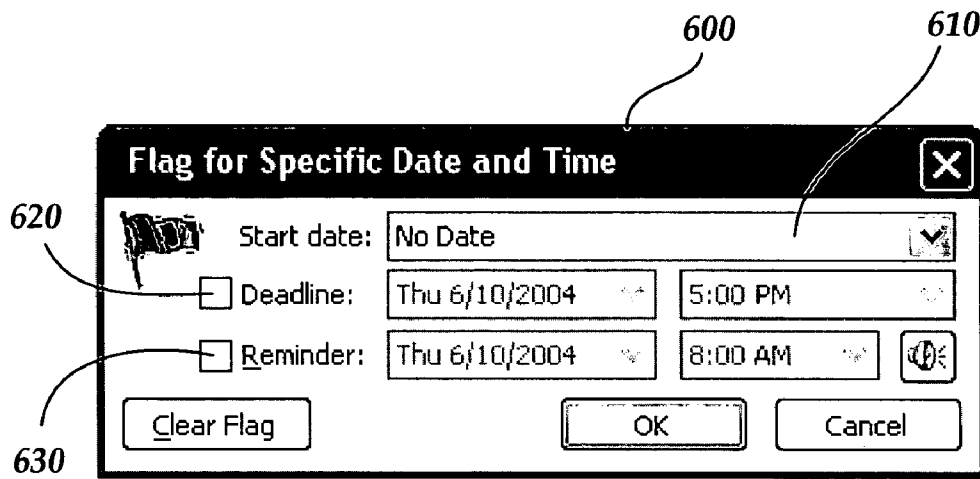 600
610
Flag for Specific Date and Time
620
Start date: No Date
Deadline: Thu 6/10/2004 5:00 PM
Reminder: Thu 6/10/2004 8:00 AM
Clear Flag OK Cancel
630